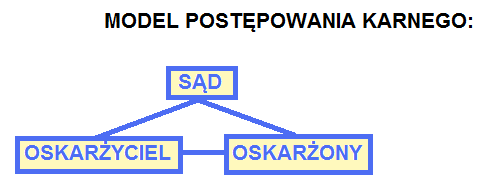 MODEL POSTĘPOWANIA KARNEGO:
SĄD
OSKARŻYCIEL
OSKARŻONY